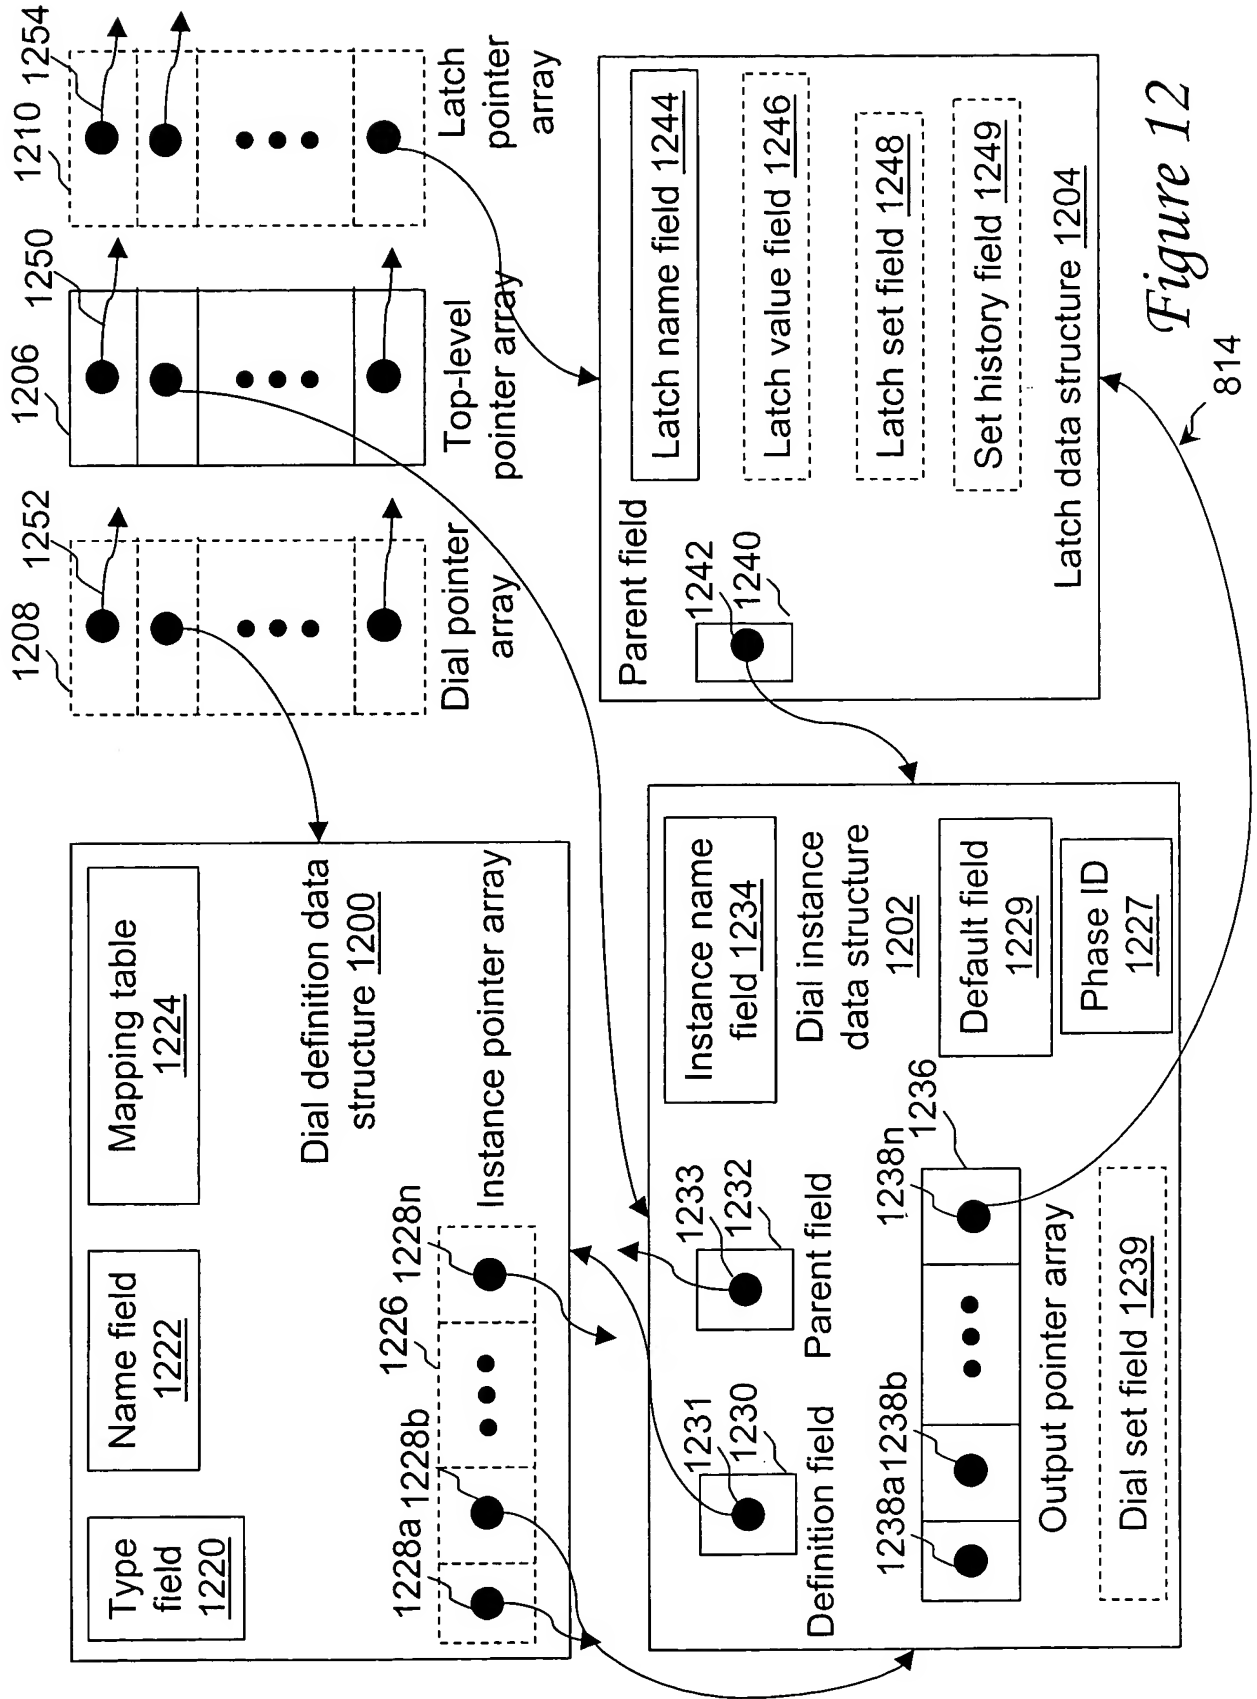 Type
field
1220
Name field
1222
Mapping table
1224
Dial definition data
structure 1200
Instance pointer array
1226
1228a
1228b
1228n
1208
1252
Dial pointer
array
1206
1250
Top-level
pointer array
1210
1254
Latch
pointer
array
1231
1230
Definition field
1233
1232
Parent field
Instance name
field 1234
Dial instance
data structure
1202
Default field
1229
Phase ID
1227
1238a
1238b
1238n
1236
Output pointer array
Dial set field 1239
Parent field
1242
1240
Latch name field 1244
Latch value field 1246
Latch set field 1248
Set history field 1249
Latch data structure 1204
814
Figure 12